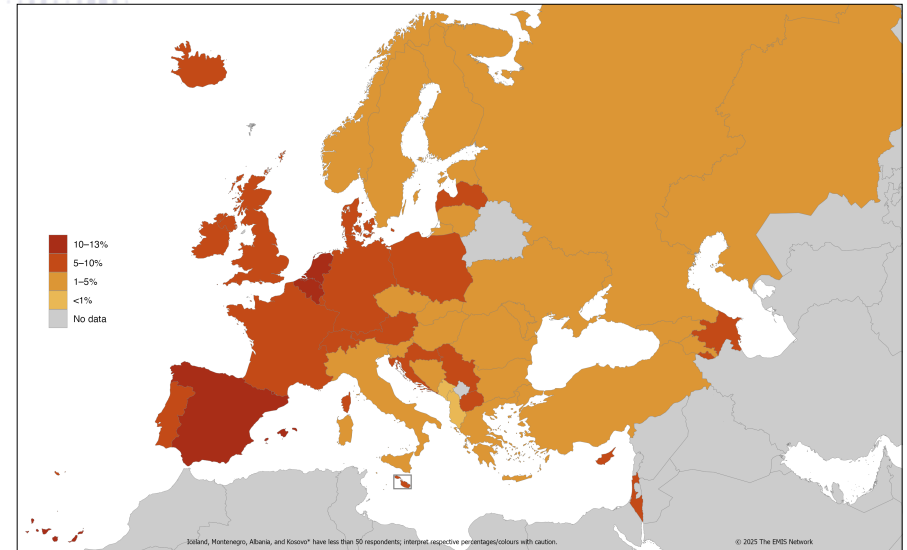 10–13%
5–10%
1–5%
<1%
No data
Iceland, Montenegro, Albania, and Kosovo* have less than 50 respondents; interpret respective percentages/colours with caution.
© 2025 The EMIS Network